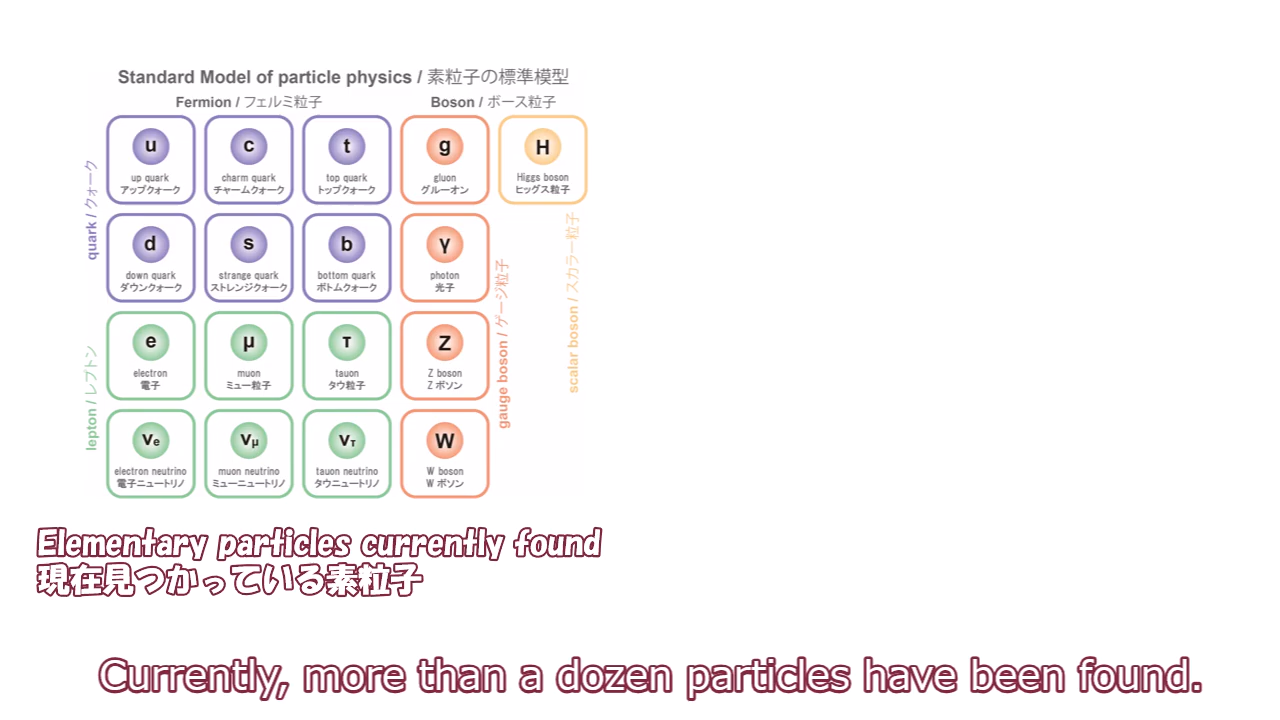 Standard Model of particle physics / 素粒子の標準模型
Fermion / フェルミ粒子
Boson / ボース粒子
quark / クォーク
u
up quark
アップクォーク
c
charm quark
チャームクォーク
t
top quark
トップクォーク
g
gluon
グルーオン
H
Higgs boson
ヒッグス粒子
d
down quark
ダウンクォーク
s
strange quark
ストレンジクォーク
b
bottom quark
ボトムクォーク
γ
photon
光子
gauge boson / ゲージ粒子
scalar boson / スカラー粒子
lepton / レプトン
e
electron
電子
μ
muon
ミュー粒子
τ
tauon
タウ粒子
Z
Z boson
Z ボソン
νe
electron neutrino
電子ニュートリノ
νμ
muon neutrino
ミューニュートリノ
ντ
tauon neutrino
タウニュートリノ
W
W boson
W ボソン
Elementary particles currently found
現在見つかっている素粒子
Currently, more than a dozen particles have been found.